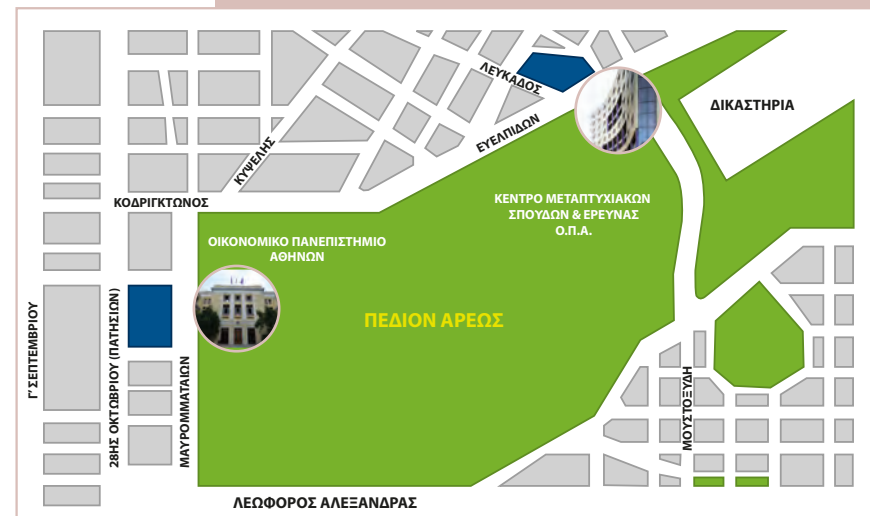 ΛΕΥΚΑΔΟΣ
ΔΙΚΑΣΤΗΡΙΑ
ΕΥΕΛΠΙΔΩΝ
ΚΥΨΕΛΗΣ
ΚΟΔΡΙΓΚΤΩΝΟΣ
ΚΕΝΤΡΟ ΜΕΤΑΠΤΥΧΙΑΚΩΝ
ΣΠΟΥΔΩΝ & ΕΡΕΥΝΑΣ
Ο.Π.Α.
ΟΙΚΟΝΟΜΙΚΟ ΠΑΝΕΠΙΣΤΗΜΙΟ
ΑΘΗΝΩΝ
ΠΕΔΙΟΝ ΑΡΕΩΣ
Γ' ΣΕΠΤΕΜΒΡΙΟΥ
28ΗΣ ΟΚΤΩΒΡΙΟΥ (ΠΑΤΗΣΙΩΝ)
ΜΑΥΡΟΜΜΑΤΑΙΩΝ
ΜΟΥΣΤΟΞΥΔΗ
ΛΕΩΦΟΡΟΣ ΑΛΕΞΑΝΔΡΑΣ